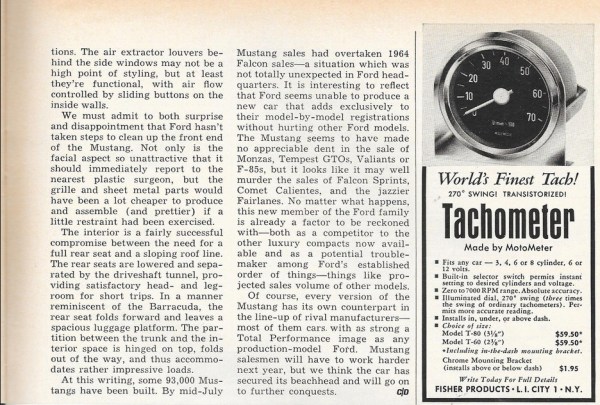 tions. The air extractor louvers be-
hind the side windows may not be a
high point of styling, but at least
they're functional, with air flow
controlled by sliding buttons on the
inside walls.
We must admit to both surprise
and disappointment that Ford hasn't
taken steps to clean up the front end
of the Mustang. Not only is the
facial aspect so unattractive that it
should immediately report to the
nearest plastic surgeon, but the
grille and sheet metal parts would
have been a lot cheaper to produce
and assemble (and prettier) if a
little restraint had been exercised.
The interior is a fairly successful
compromise between the need for a
full rear seat and a sloping roof line.
The rear seats are lowered and sepa-
rated by the driveshaft tunnel, pro-
viding satisfactory head- and leg-
room for short trips. In a manner
reminiscent of the Barracuda, the
rear seat folds forward and leaves a
spacious luggage platform. The par-
tition between the trunk and the in-
terior space is hinged on top, folds
out of the way, and thus accommo-
dates rather impressive loads.
At this writing, some 93,000 Mus-
tangs have been built. By mid-July
Mustang sales had overtaken 1964
Falcon sales—a situation which was
not totally unexpected in Ford head-
quarters. It is interesting to reflect
that Ford seems unable to produce a
new car that adds exclusively to
their model-by-model registrations
without hurting other Ford models.
The Mustang seems to have made
no appreciable dent in the sale of
Monzas, Tempest GTOs, Valiants or
F-85s, but it looks like it may well
murder the sales of Falcon Sprints,
Comet Calientes, and the jazzier
Fairlanes. No matter what happens,
this new member of the Ford family
is already a factor to be reckoned
with—both as a competitor to the
other luxury compacts now avail-
able and as a potential trouble-
maker among Ford's established
order of things—things like pro-
jected sales volume of other models.
Of course, every version of the
Mustang has its own counterpart in
the line-up of rival manufacturers—
most of them cars with as strong a
Total Performance image as any
production-model Ford. Mustang
salesmen will have to work harder
next year, but we think the car has
secured its beachhead and will go on
to further conquests. c/D
0
10
20
30
40
50
60
70
World's Finest Tach!
270° SWING! TRANSISTORIZED!
Tachometer
Made by MotoMeter
Fits any car — 3, 4, 6 or 8 cylinder, 6 or
12 volts.
Built-in selector switch permits instant
setting to desired cylinders and voltage.
Zero to 7000 RPM range. Absolute accuracy.
Illuminated dial, 270° swing (three times
the swing of ordinary tachometers). Per-
mits more accurate reading.
Installs in, under, or above dash.
Choice of size:
Model T-80 (3⅛") $59.50*
Model T-60 (2⅜") $59.50*
*Including in-the-dash mounting bracket.
Chrome Mounting Bracket
(installs above or below dash) $1.95
Write Today For Full Details
FISHER PRODUCTS • L. I. CITY 1 • N.Y.